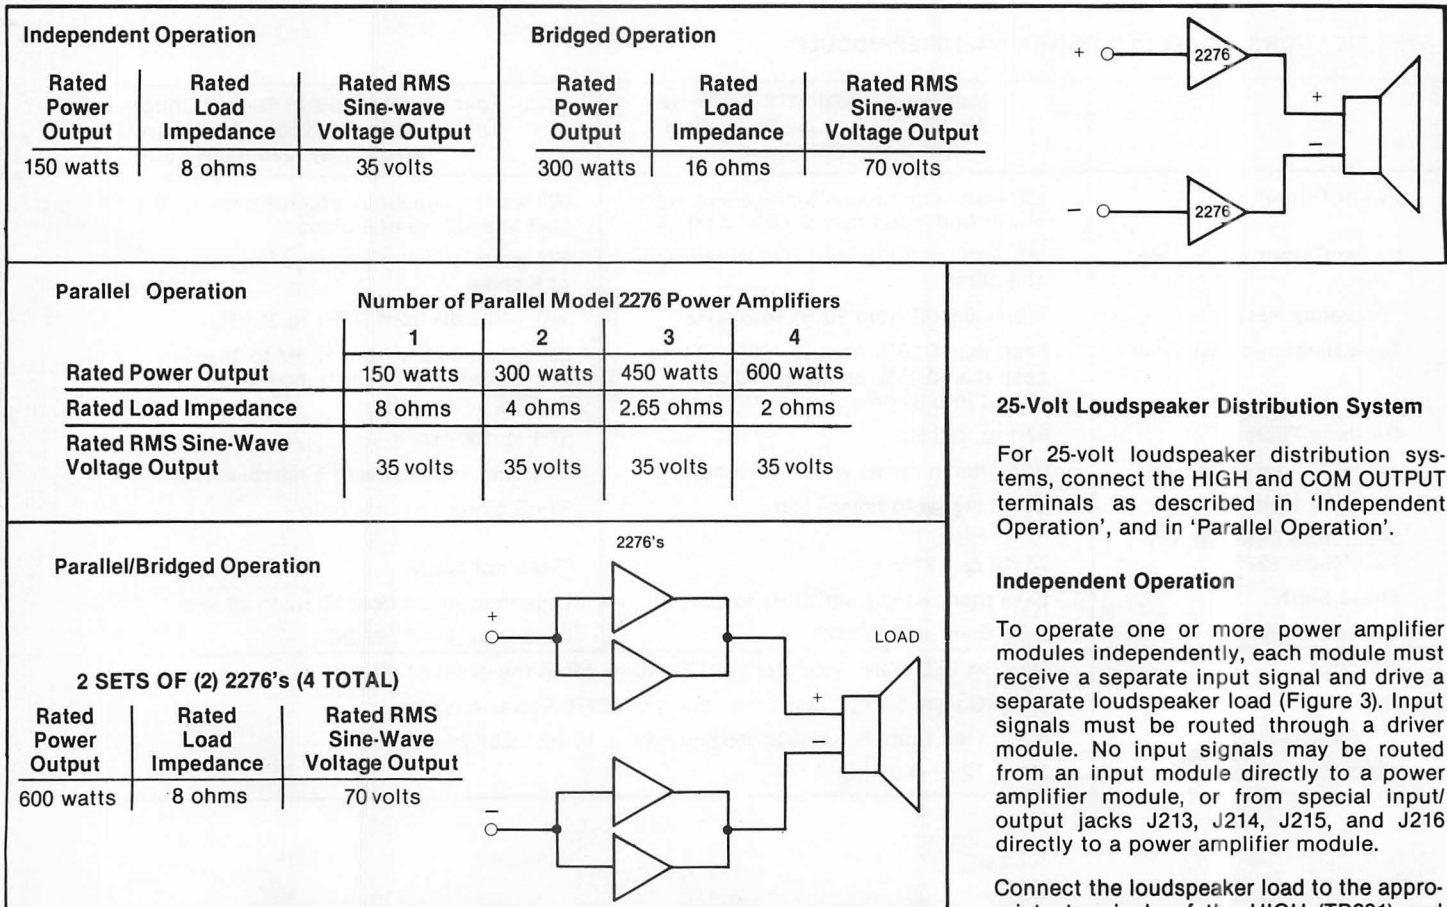 Independent Operation
Rated Power Output | Rated Load Impedance | Rated RMS Sine-wave Voltage Output
150 watts | 8 ohms | 35 volts
Bridged Operation
Rated Power Output | Rated Load Impedance | Rated RMS Sine-wave Voltage Output
300 watts | 16 ohms | 70 volts
+
2276
+
−
−
2276
Parallel Operation
Number of Parallel Model 2276 Power Amplifiers
1 | 2 | 3 | 4
Rated Power Output | 150 watts | 300 watts | 450 watts | 600 watts
Rated Load Impedance | 8 ohms | 4 ohms | 2.65 ohms | 2 ohms
Rated RMS Sine-Wave
Voltage Output | 35 volts | 35 volts | 35 volts | 35 volts
Parallel/Bridged Operation
2 SETS OF (2) 2276's (4 TOTAL)
Rated Power Output | Rated Load Impedance | Rated RMS Sine-Wave Voltage Output
600 watts | 8 ohms | 70 volts
2276's
+
LOAD
+
−
−
25-Volt Loudspeaker Distribution System
For 25-volt loudspeaker distribution sys-
tems, connect the HIGH and COM OUTPUT
terminals as described in 'Independent
Operation', and in 'Parallel Operation'.
Independent Operation
To operate one or more power amplifier
modules independently, each module must
receive a separate input signal and drive a
separate loudspeaker load (Figure 3). Input
signals must be routed through a driver
module. No input signals may be routed
from an input module directly to a power
amplifier module, or from special input/
output jacks J213, J214, J215, and J216
directly to a power amplifier module.
Connect the loudspeaker load to the appro-